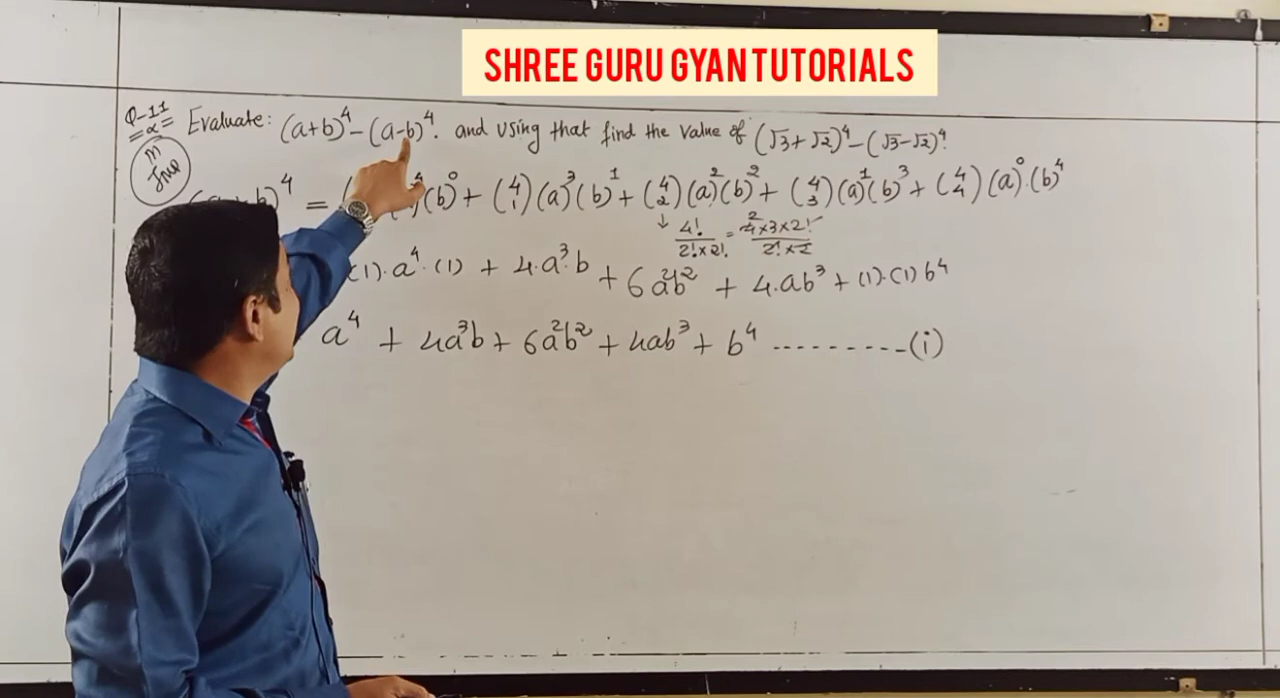 SHREE GURU GYAN TUTORIALS
Q-11 Evaluate: (a+b)⁴ – (a-b)⁴. and using that find the value of (√3+√2)⁴ – (√3-√2)⁴.
Imp
b)⁴ = (b)⁰ + (4 1)(a)³(b)¹ + (4 2)(a)²(b)² + (4 3)(a)¹(b)³ + (4 4)(a)⁰.(b)⁴
↓ 4!/2!×2! = 4×3×2!/2!×2
(1).a⁴.(1) + 4.a³.b + 6a²b² + 4.ab³ + (1).(1)b⁴
a⁴ + 4a³b + 6a²b² + 4ab³ + b⁴ ---------(i)